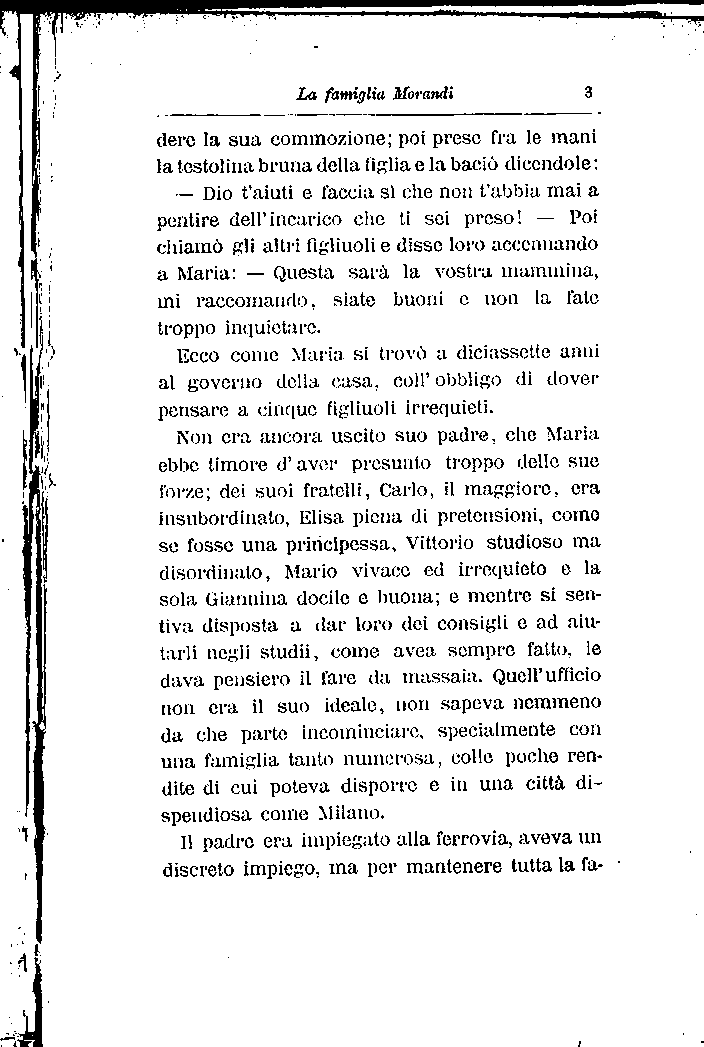 La famiglia Morandi 3
dere la sua commozione; poi prese fra le mani
la testolina bruna della figlia e la baciò dicendole:
— Dio t'aiuti e faccia sì che non t'abbia mai a
pentire dell'incarico che ti sei preso! — Poi
chiamò gli altri figliuoli e disse loro accennando
a Maria: — Questa sarà la vostra mammina,
mi raccomando, siate buoni e non la fate
troppo inquietare.
Ecco come Maria si trovò a diciassette anni
al governo della casa, coll' obbligo di dover
pensare a cinque figliuoli irrequieti.
Non era ancora uscito suo padre, che Maria
ebbe timore d' aver presunto troppo delle sue
forze; dei suoi fratelli, Carlo, il maggiore, era
insubordinato, Elisa piena di pretensioni, come
se fosse una principessa, Vittorio studioso ma
disordinato, Mario vivace ed irrequieto e la
sola Giannina docile e buona; e mentre si sen-
tiva disposta a dar loro dei consigli e ad aiu-
tarli negli studii, come avea sempre fatto, le
dava pensiero il fare da massaia. Quell' ufficio
non era il suo ideale, non sapeva nemmeno
da che parte incominciare, specialmente con
una famiglia tanto numerosa, colle poche ren-
dite di cui poteva disporre e in una città di-
spendiosa come Milano.
Il padre era impiegato alla ferrovia, aveva un
discreto impiego, ma per mantenere tutta la fa-